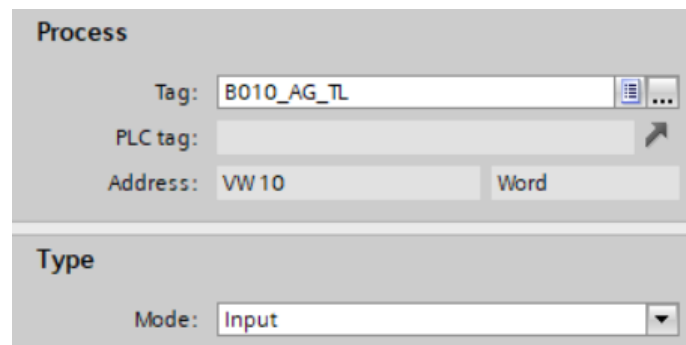 Process
Tag: B010_AG_TL
...
PLC tag:
Address: VW 10 Word
Type
Mode: Input